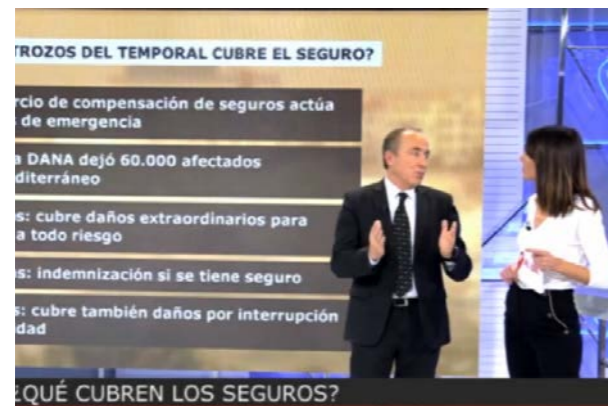 TROZOS DEL TEMPORAL CUBRE EL SEGURO?
rcio de compensación de seguros actúa
s de emergencia
a DANA dejó 60.000 afectados
diterráneo
os: cubre daños extraordinarios para
a todo riesgo
os: indemnización si se tiene seguro
s: cubre también daños por interrupción
dad
¿QUÉ CUBREN LOS SEGUROS?